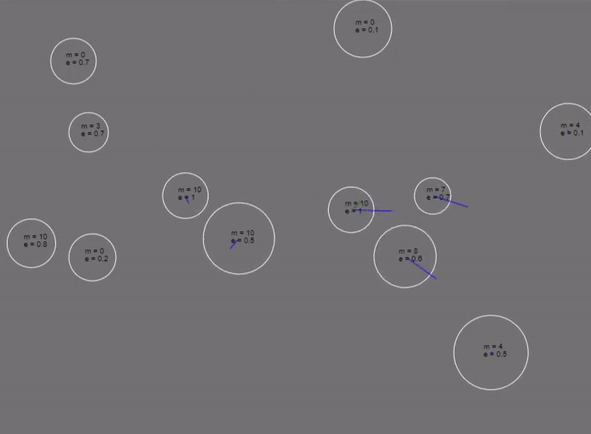 m = 0
e = 0.1
m = 0
e = 0.7
m = 3
e = 0.7
m = 4
e = 0.1
m = 10
e = 1
m = 7
e = 0.7
m = 10
e = 1
m = 10
e = 0.5
m = 10
e = 0.8
m = 0
e = 0.2
e = 0.6
m = 4
e = 0.5